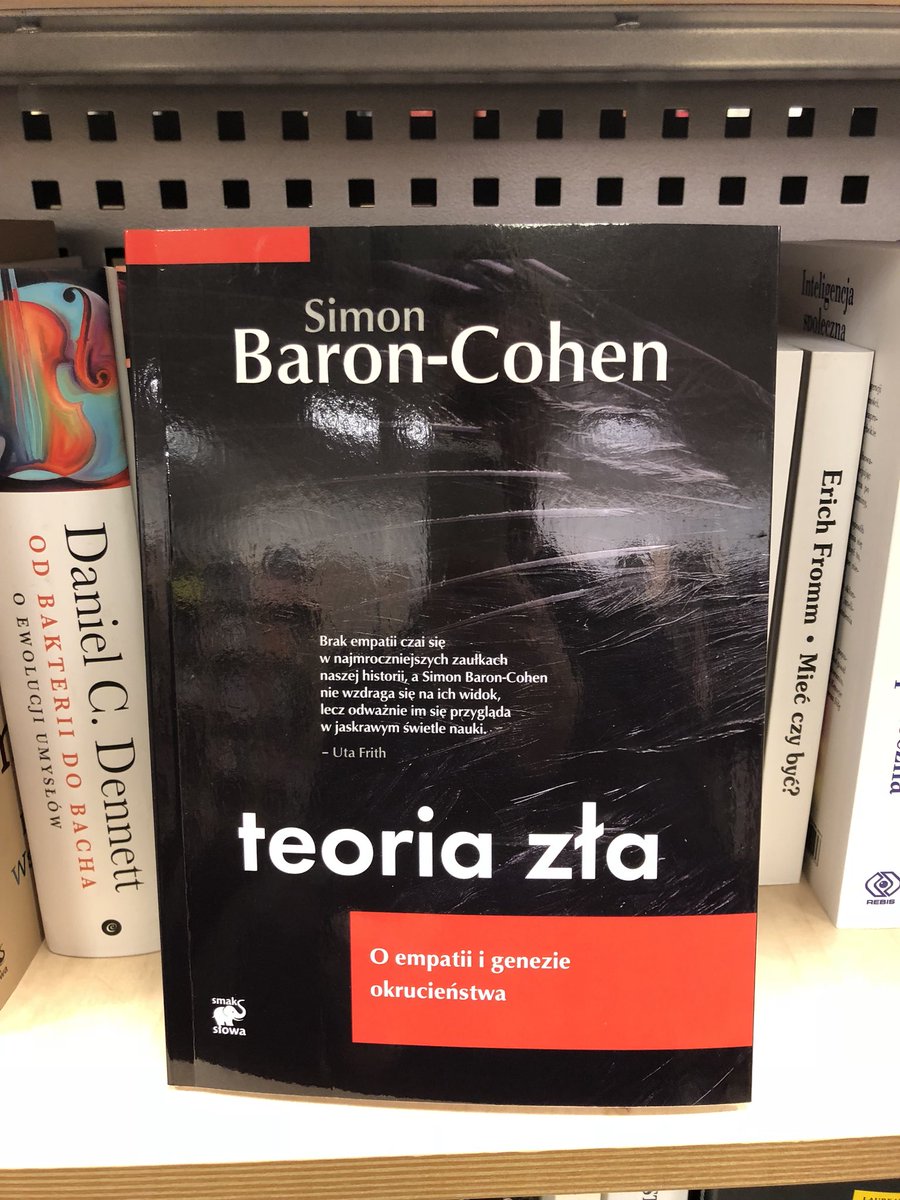 Simon
Baron-Cohen
Brak empatii czai się
w najmroczniejszych zaułkach
naszej historii, a Simon Baron-Cohen
nie wzdraga się na ich widok,
lecz odważnie im się przygląda
w jaskrawym świetle nauki.
– Uta Frith
teoria zła
O empatii i genezie
okrucieństwa
smak
słowa
Daniel C. Dennett
OD BAKTERII DO BACHA
O EWOLUCJI UMYSŁÓW
Erich Fromm • Mieć czy być?
Inteligencja
społeczna
REBIS